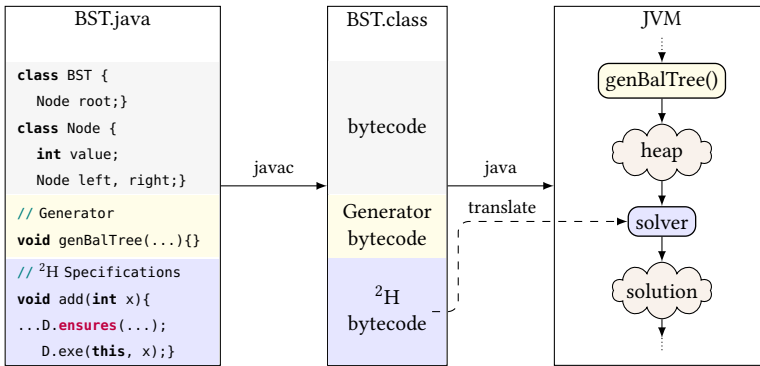 BST.java
class BST {
Node root;}
class Node {
int value;
Node left, right;}
// Generator
void genBalTree(...){}
// ²H Specifications
void add(int x){
...D.ensures(...);
D.exe(this, x);}
javac
BST.class
bytecode
Generator
bytecode
²H
bytecode
java
translate
JVM
genBalTree()
heap
solver
solution